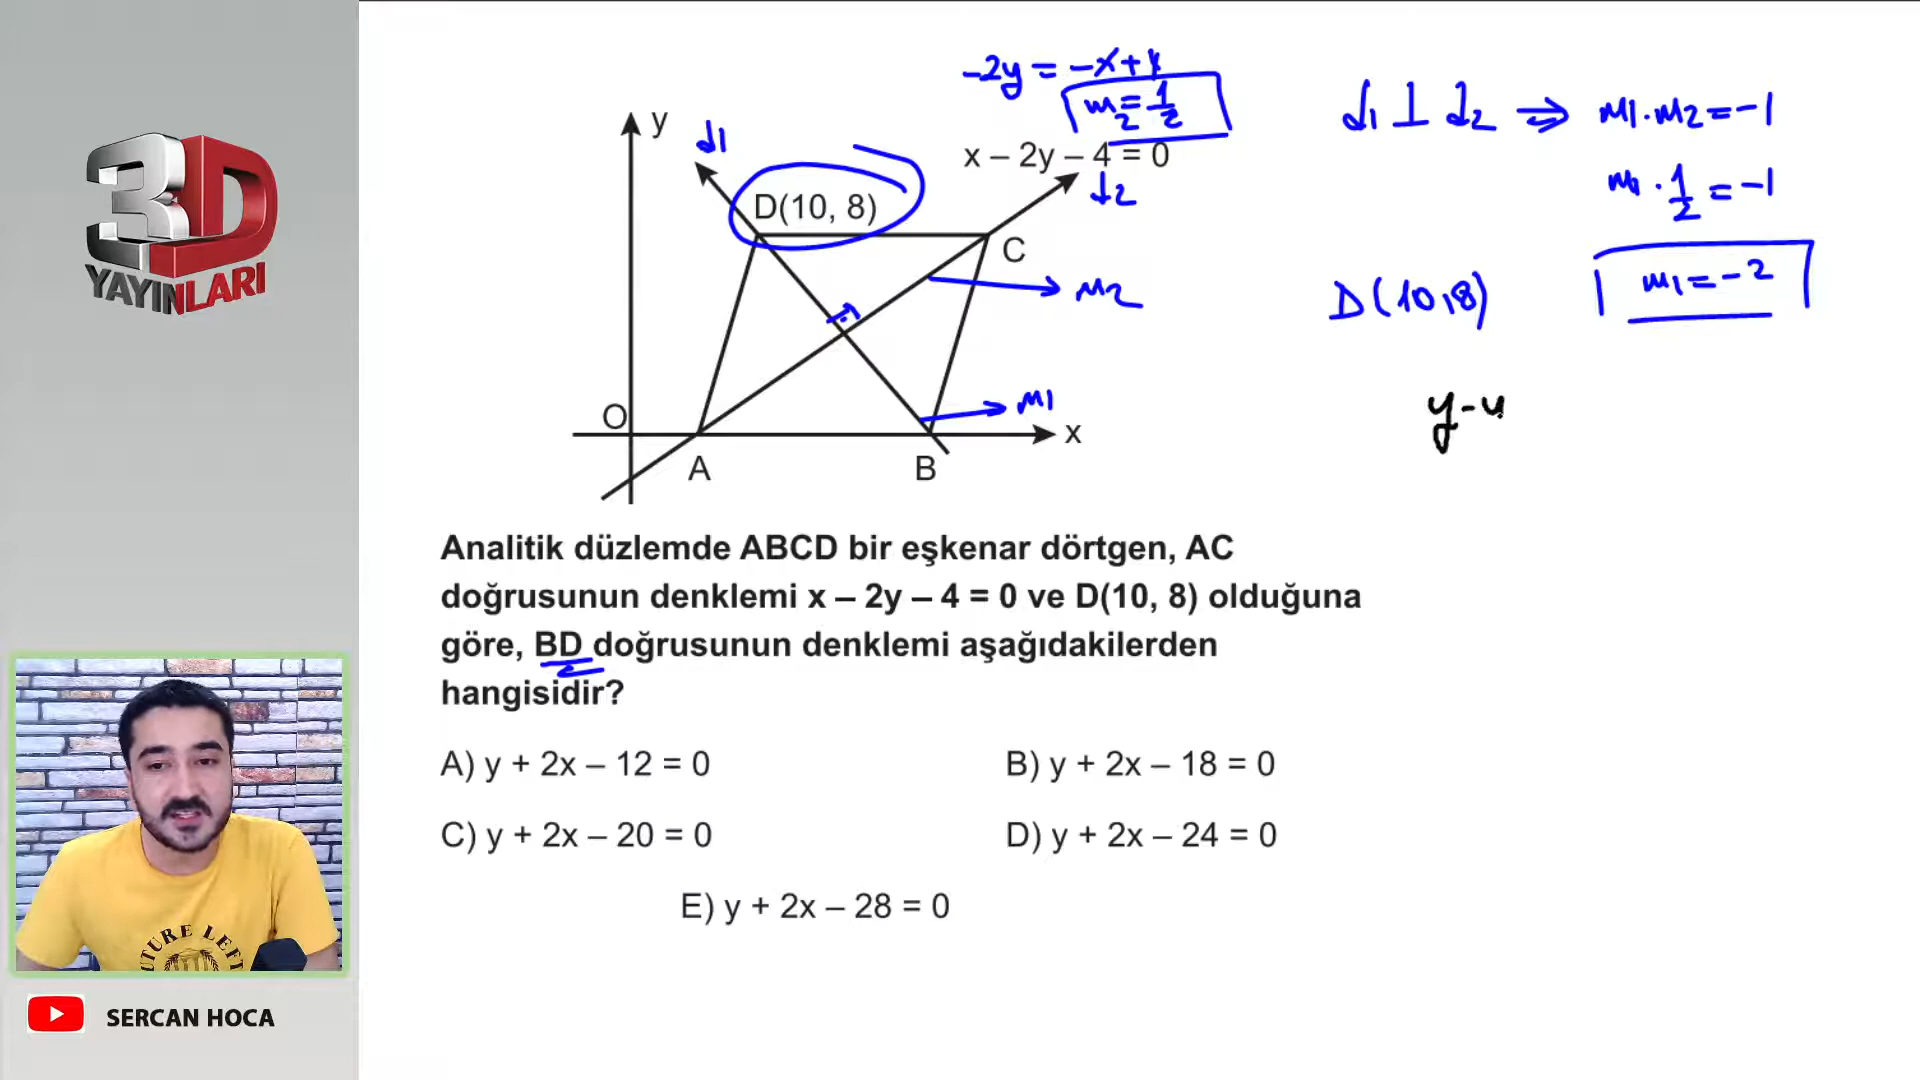 3D
YAYINLARI
-2y = -x+4
m2 = 1/2
x – 2y – 4 = 0
d1
d2
y
D(10, 8)
C
M2
M1
O
x
A
B
d1 ⊥ d2 ⇒ m1.m2 = -1
m1 . 1/2 = -1
m1 = -2
D(10,8)
y-y
Analitik düzlemde ABCD bir eşkenar dörtgen, AC
doğrusunun denklemi x – 2y – 4 = 0 ve D(10, 8) olduğuna
göre, BD doğrusunun denklemi aşağıdakilerden
hangisidir?
A) y + 2x – 12 = 0
B) y + 2x – 18 = 0
C) y + 2x – 20 = 0
D) y + 2x – 24 = 0
E) y + 2x – 28 = 0
UTURE LEFT
SERCAN HOCA